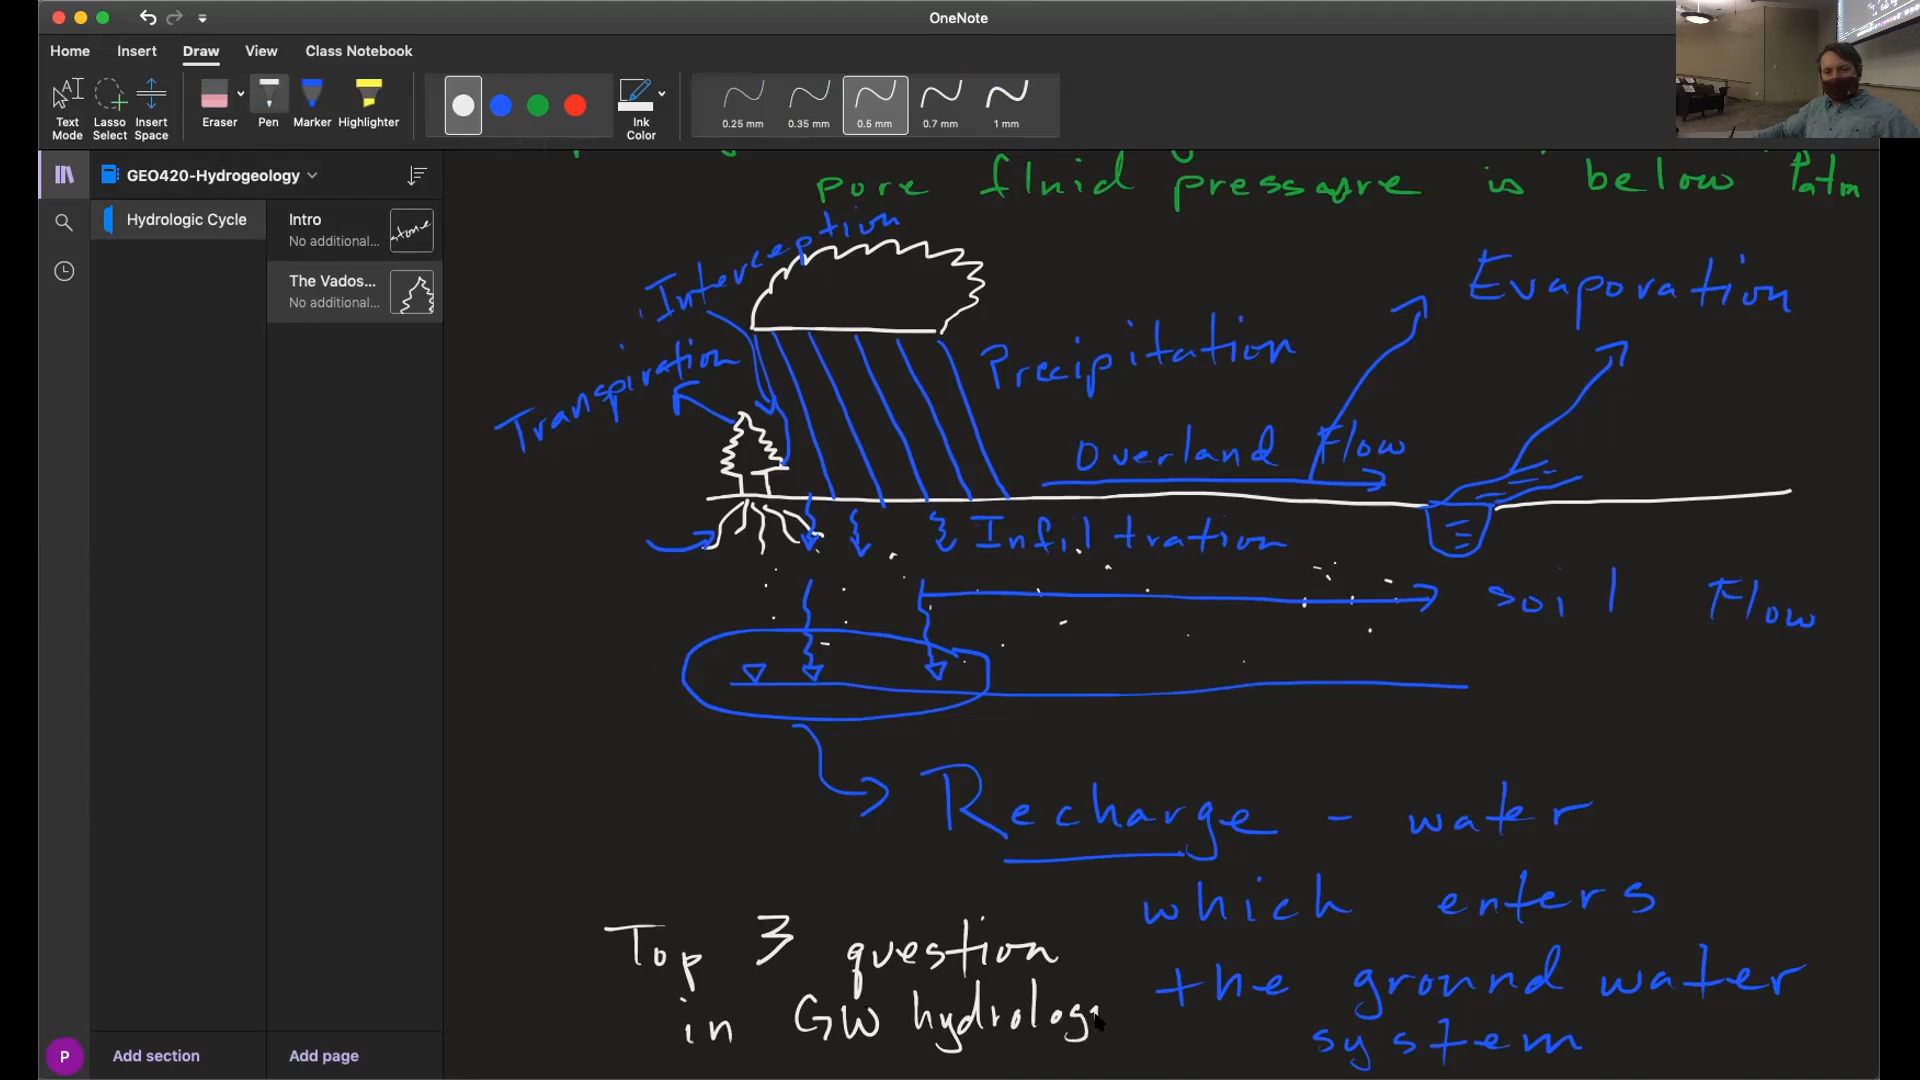 OneNote
Home Insert Draw View Class Notebook
Text Mode
Lasso Select
Insert Space
Eraser
Pen
Marker
Highlighter
Ink Color
0.25 mm
0.35 mm
0.5 mm
0.7 mm
1 mm
GEO420-Hydrogeology
Hydrologic Cycle
Intro
No additional...
The Vados...
No additional...
pore fluid pressure is below Patm
Interception
Evaporation
Transpiration
Precipitation
Overland Flow
Infiltration
soil Flow
Recharge - water
which enters
the ground water
system
Top 3 question
in GW hydrology
P
Add section
Add page